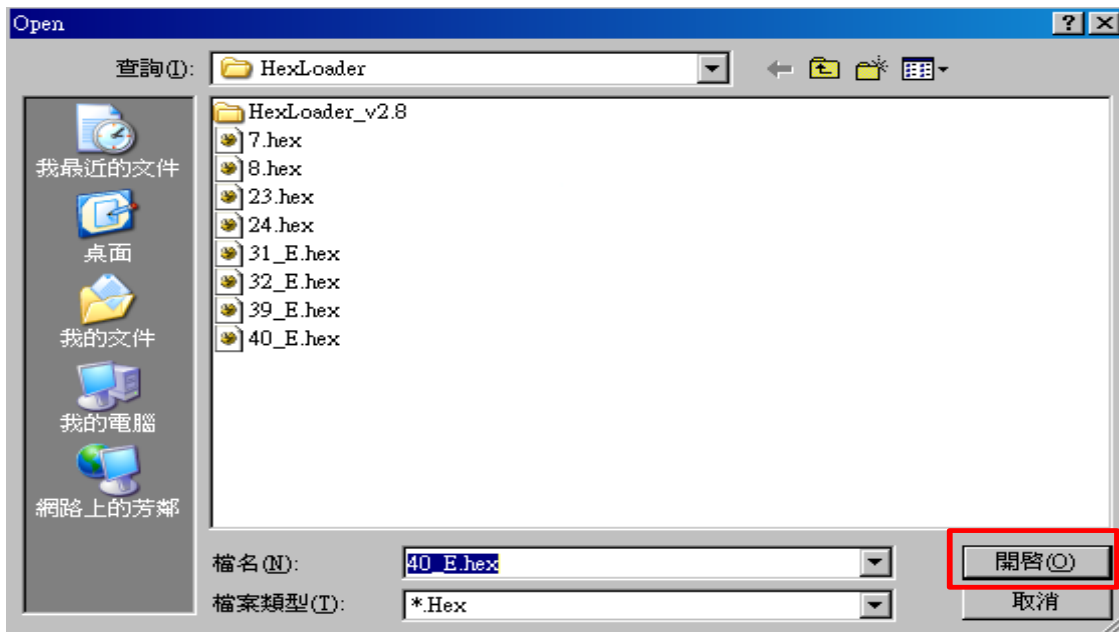 Open
查詢(I):
HexLoader
HexLoader_v2.8
7.hex
8.hex
23.hex
24.hex
31_E.hex
32_E.hex
39_E.hex
40_E.hex
我最近的文件
桌面
我的文件
我的電腦
網路上的芳鄰
檔名(N):
40_E.hex
開啓(O)
檔案類型(T):
*.Hex
取消